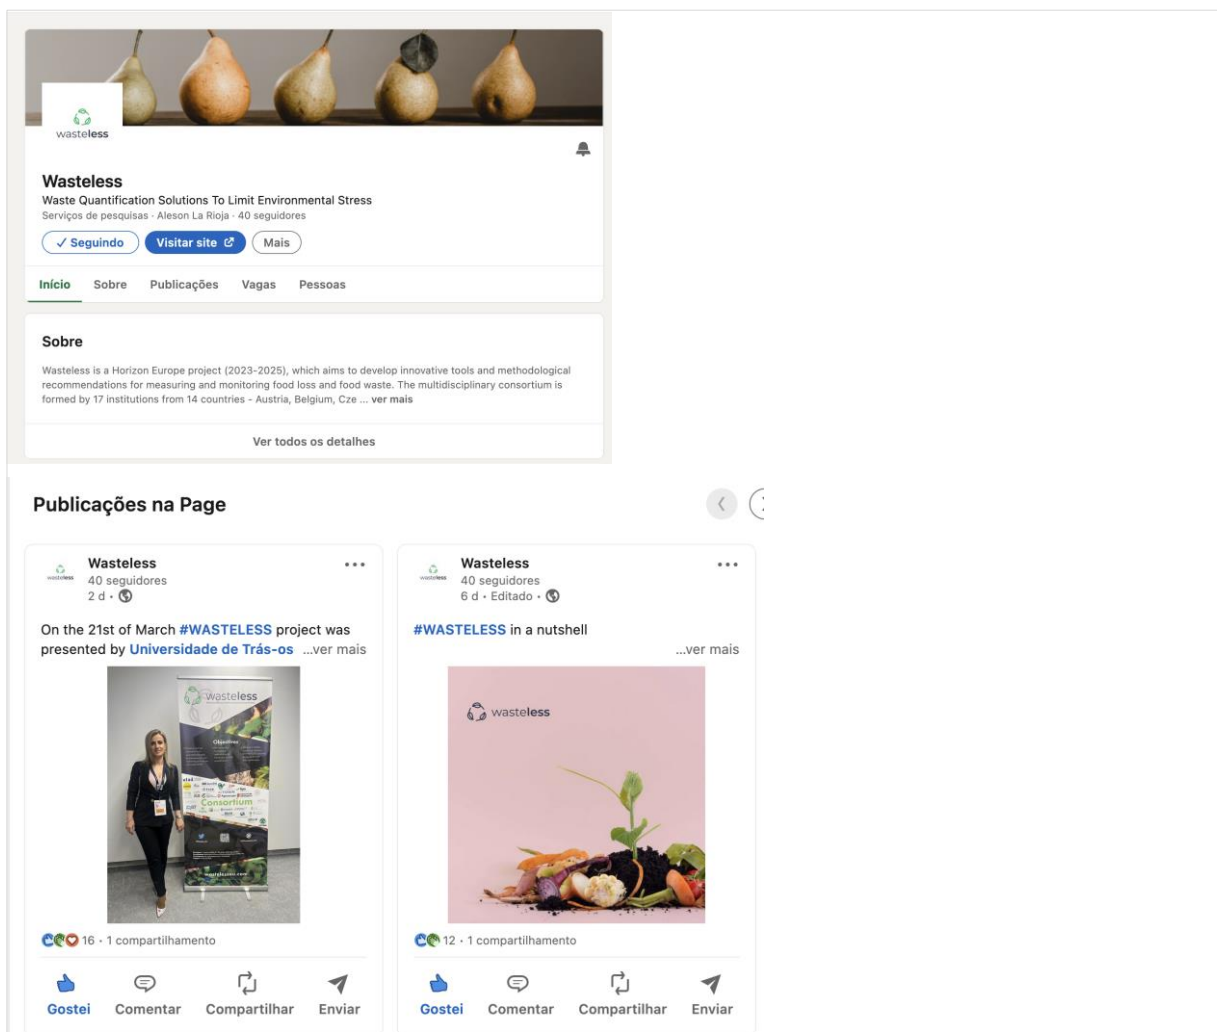 wasteless
Wasteless
Waste Quantification Solutions To Limit Environmental Stress
Serviços de pesquisas · Aleson La Rioja · 40 seguidores
✓ Seguindo Visitar site Mais
Início Sobre Publicações Vagas Pessoas
Sobre
Wasteless is a Horizon Europe project (2023-2025), which aims to develop innovative tools and methodological
recommendations for measuring and monitoring food loss and food waste. The multidisciplinary consortium is
formed by 17 institutions from 14 countries - Austria, Belgium, Cze ... ver mais
Ver todos os detalhes
Publicações na Page
wasteless
Wasteless
40 seguidores
2 d •
On the 21st of March #WASTELESS project was
presented by Universidade de Trás-os ...ver mais
wasteless
Objectives
Consortium
16 · 1 compartilhamento
Gostei Comentar Compartilhar Enviar
wasteless
Wasteless
40 seguidores
6 d • Editado •
#WASTELESS in a nutshell
...ver mais
wasteless
12 · 1 compartilhamento
Gostei Comentar Compartilhar Enviar